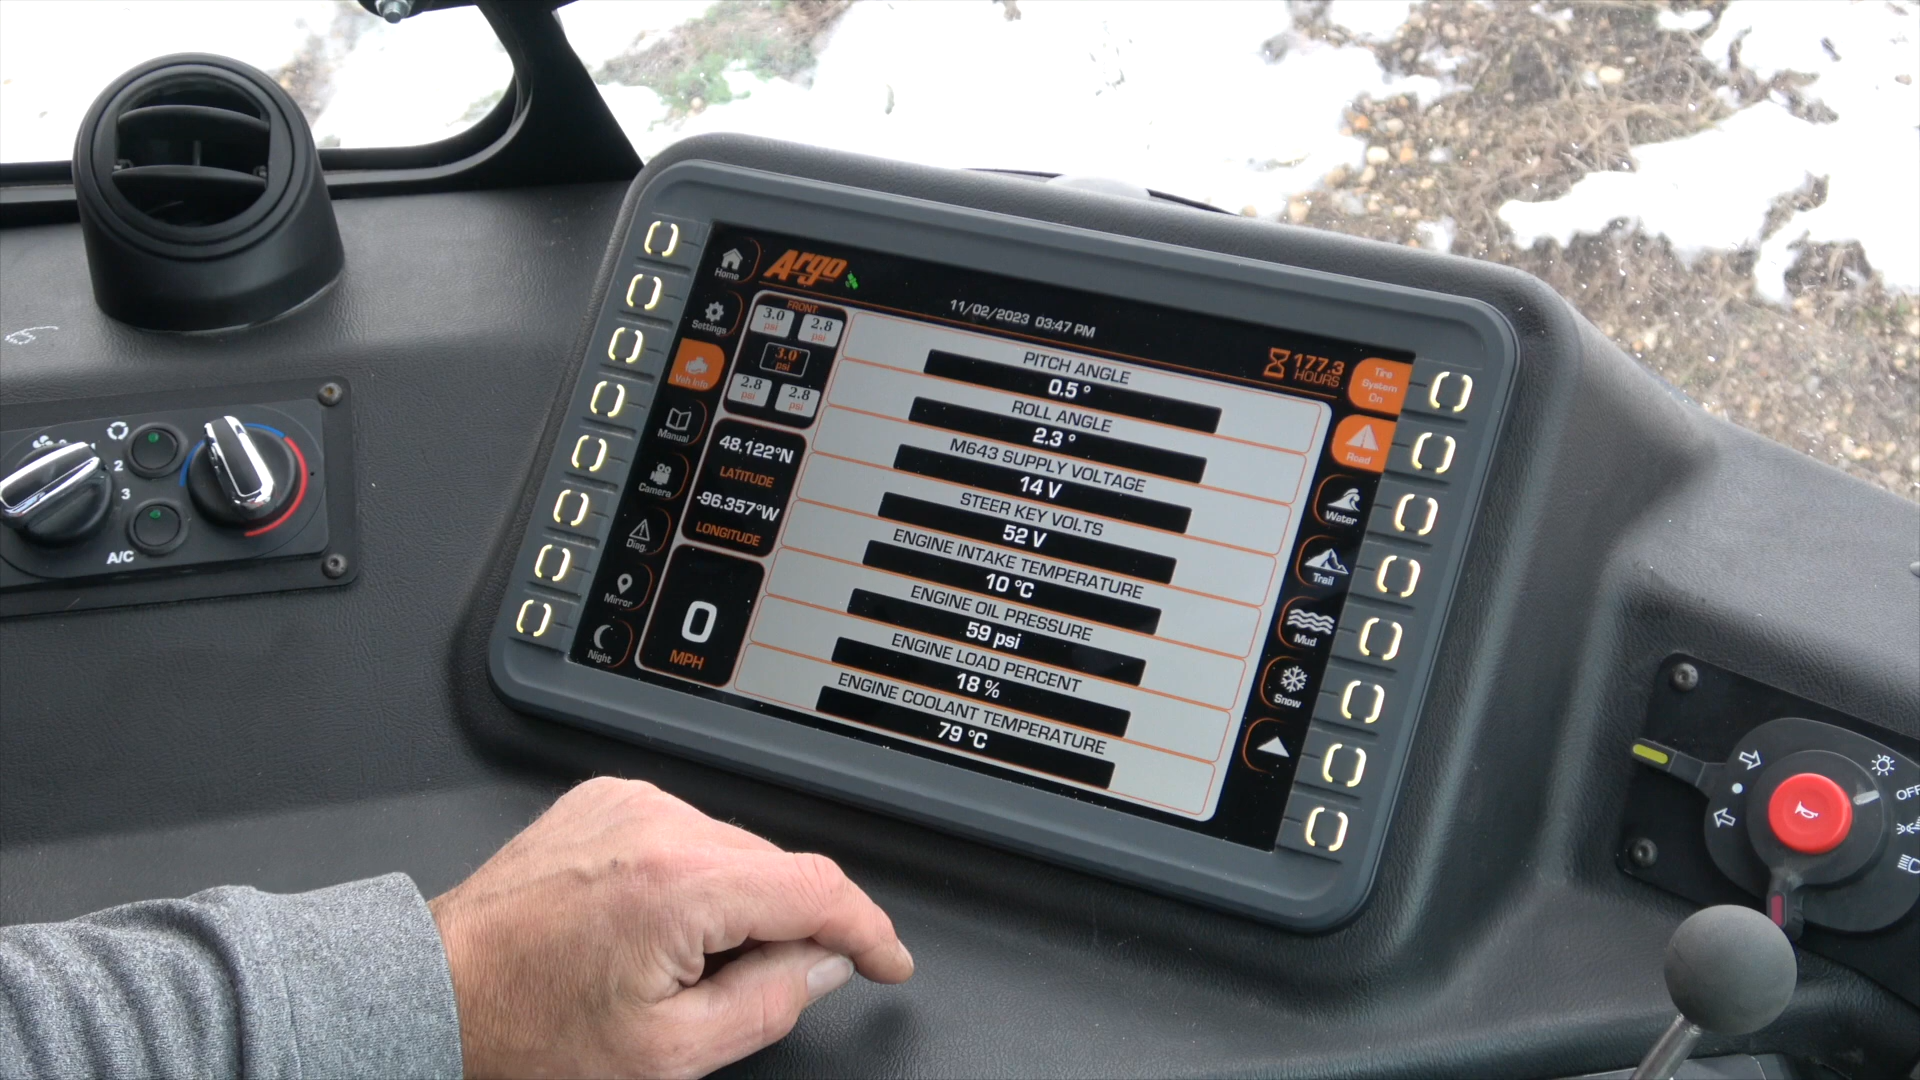 Home
Argo
11/02/2023 03:47 PM
177.3
HOURS
Tire
System
On
Settings
FRONT
3.0
psi
2.8
psi
3.0
psi
2.8
psi
2.8
psi
Veh Info
Manual
Camera
Diag.
Mirror
Night
48.122°N
LATITUDE
-96.357°W
LONGITUDE
0
MPH
PITCH ANGLE
0.5 °
ROLL ANGLE
2.3 °
M643 SUPPLY VOLTAGE
14 V
STEER KEY VOLTS
52 V
ENGINE INTAKE TEMPERATURE
10 °C
ENGINE OIL PRESSURE
59 psi
ENGINE LOAD PERCENT
18 %
ENGINE COOLANT TEMPERATURE
79 °C
Road
Water
Trail
Mud
Snow
2
3
A/C
OFF